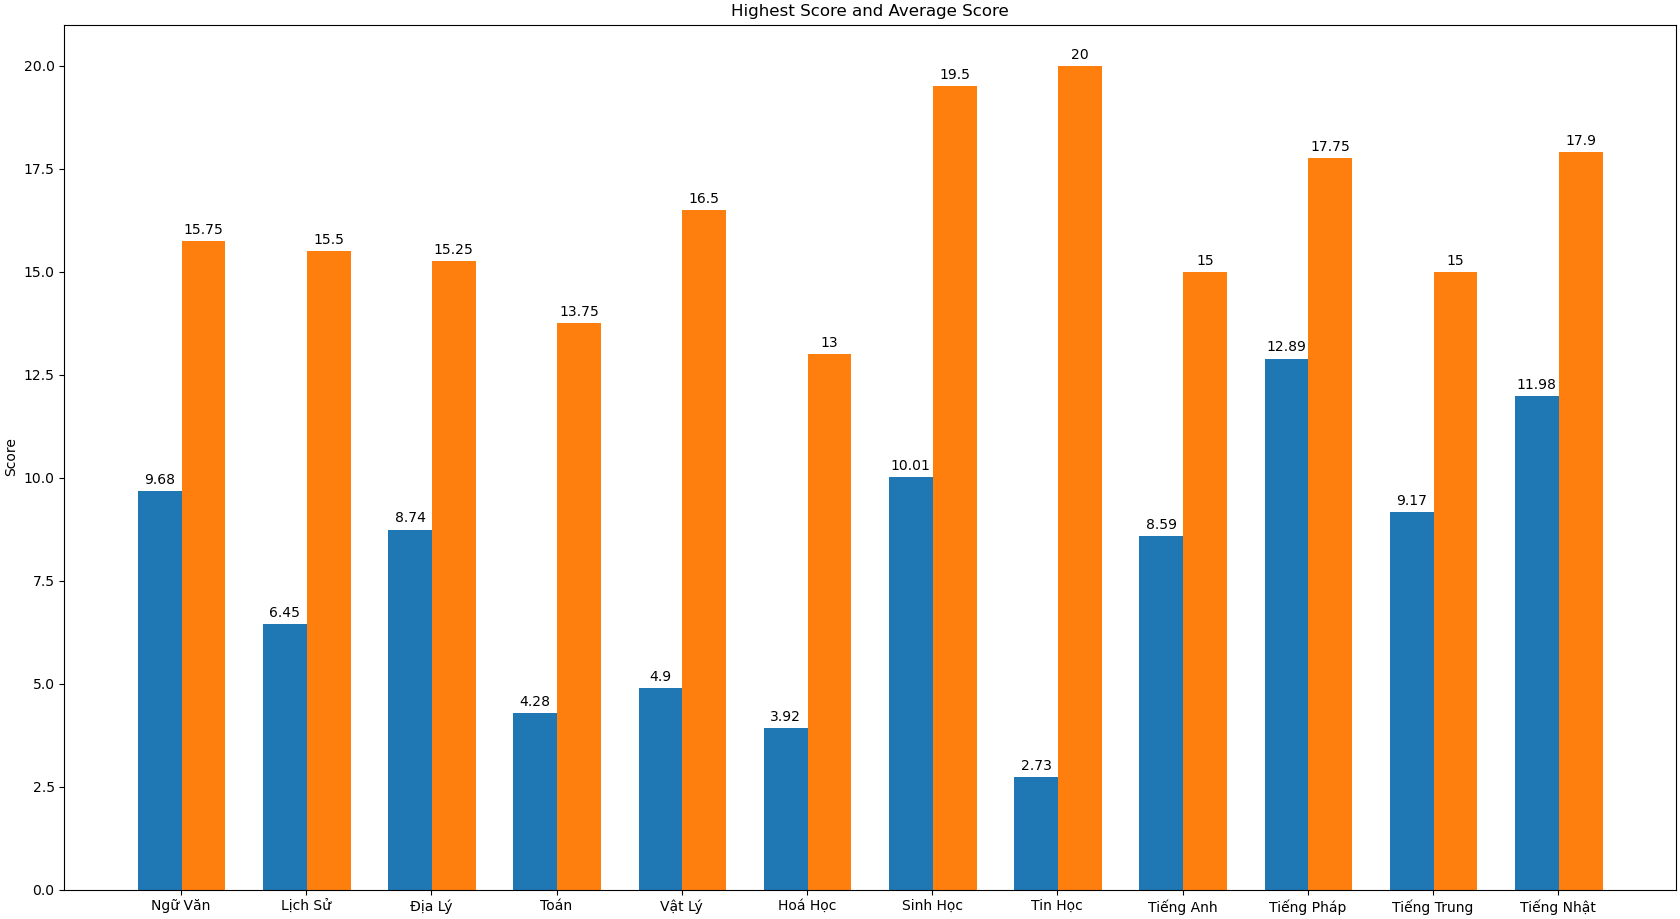 Highest Score and Average Score
20.0
17.5
15.0
12.5
10.0
7.5
5.0
2.5
0.0
Score
9.68
15.75
6.45
15.5
8.74
15.25
4.28
13.75
4.9
16.5
3.92
13
10.01
19.5
2.73
20
8.59
15
12.89
17.75
9.17
15
11.98
17.9
Ngữ Văn
Lịch Sử
Địa Lý
Toán
Vật Lý
Hoá Học
Sinh Học
Tin Học
Tiếng Anh
Tiếng Pháp
Tiếng Trung
Tiếng Nhật